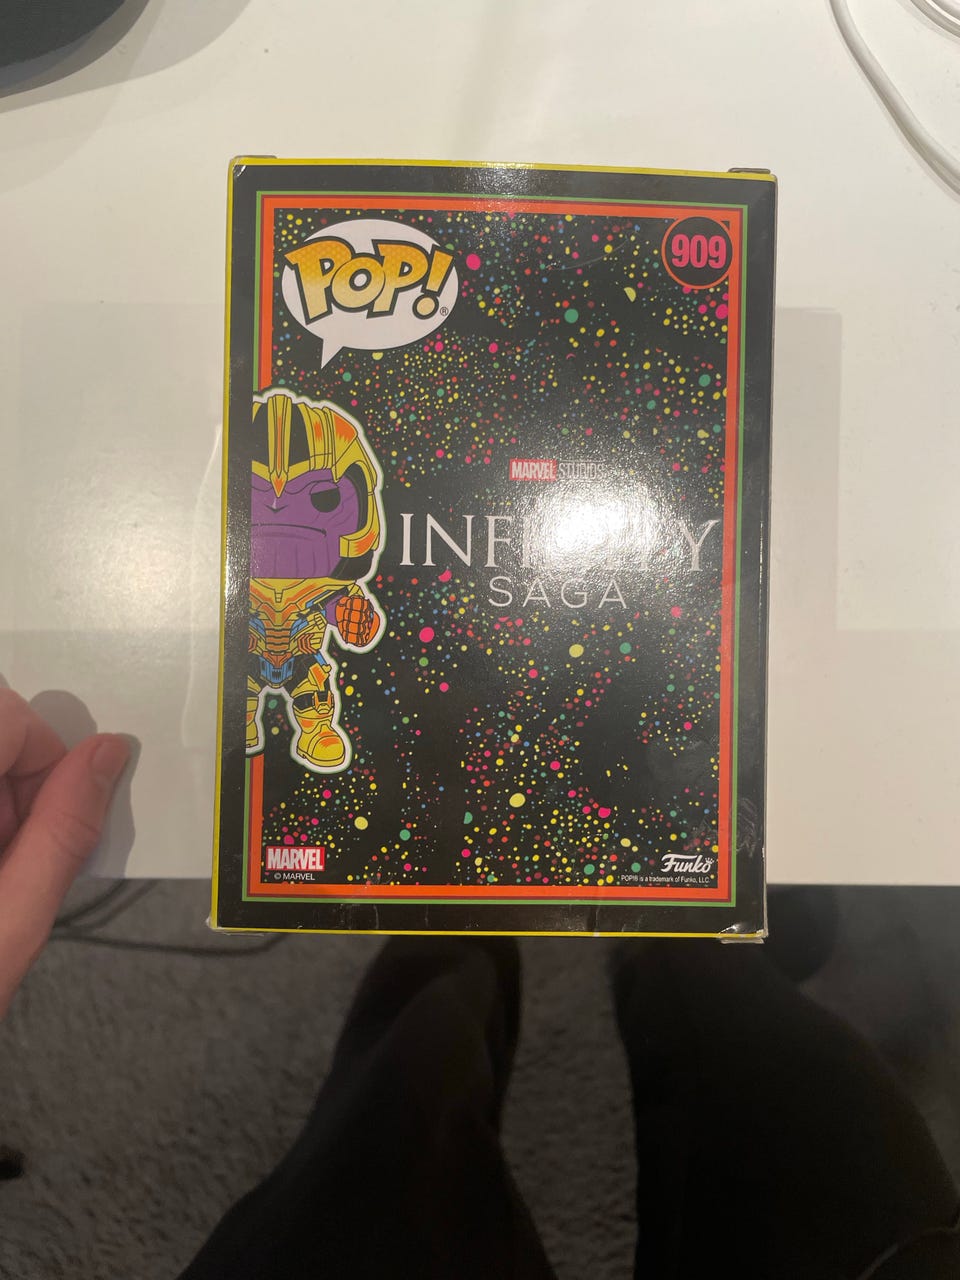 POP!®
909
MARVEL STUDIOS
SAGA
MARVEL
© MARVEL
Funko
POP!® is a trademark of Funko, LLC